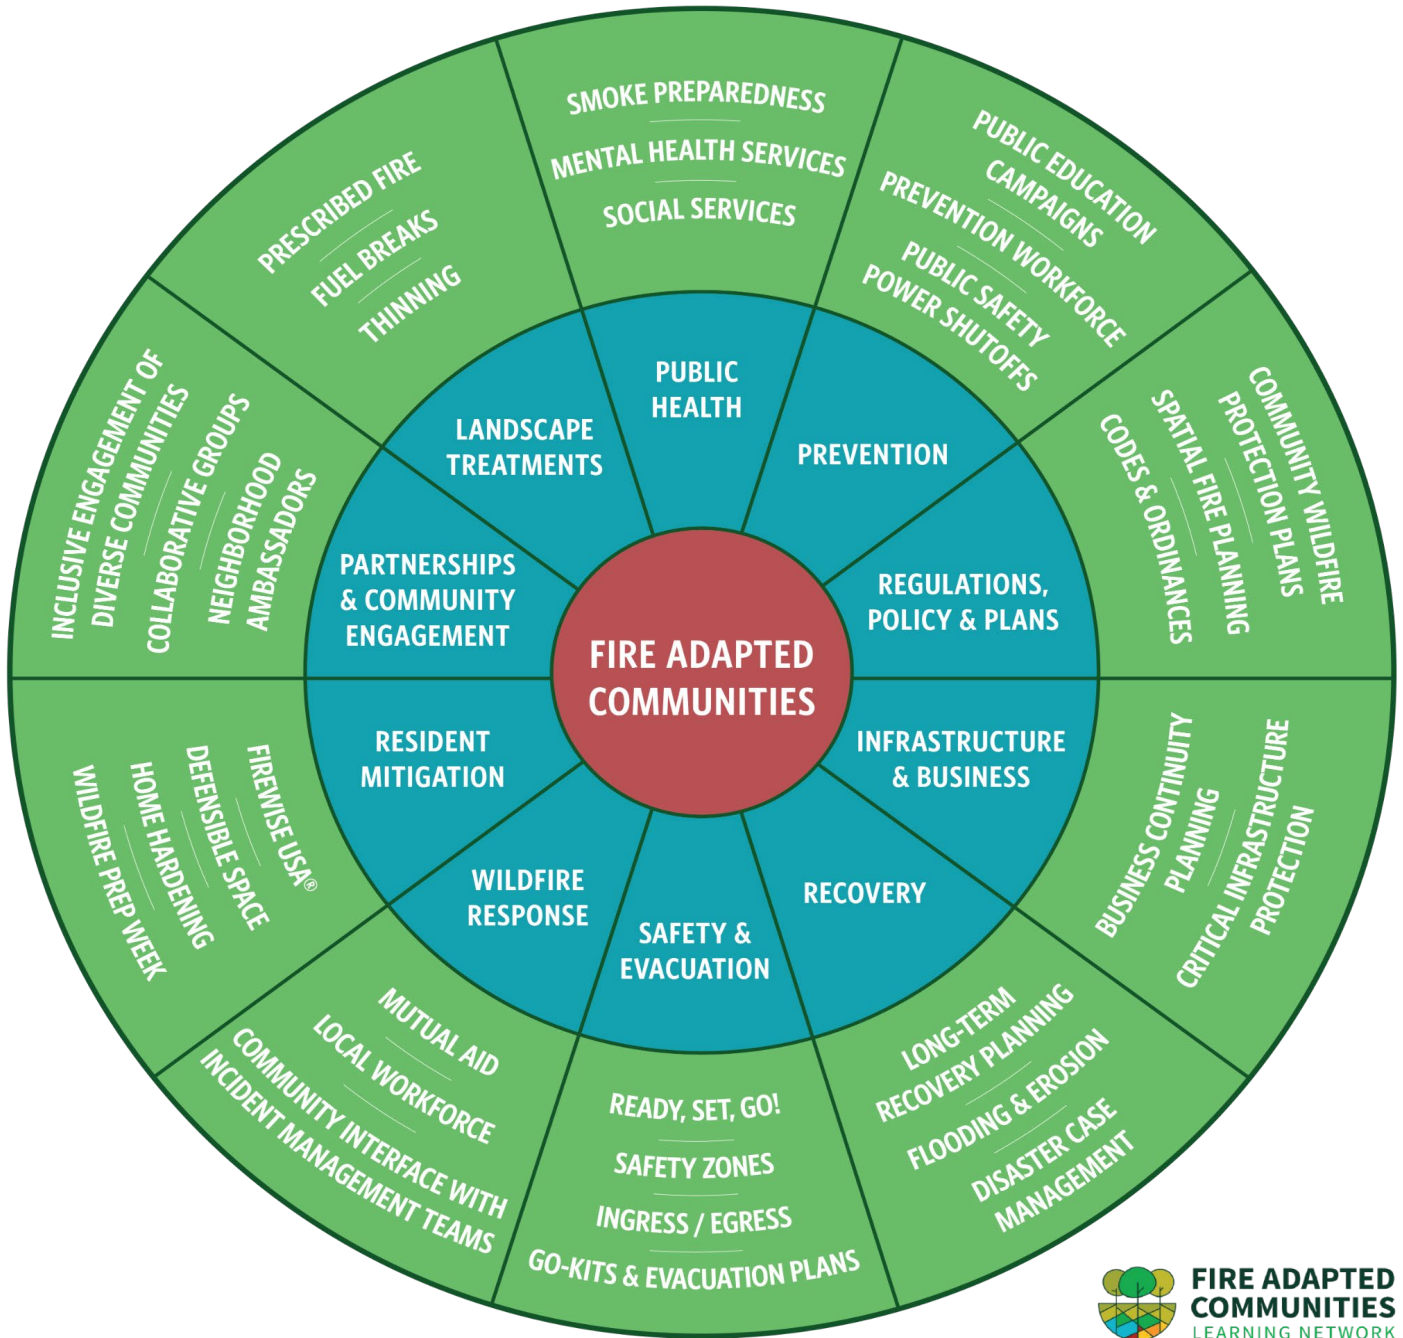 FIRE ADAPTED
COMMUNITIES
PUBLIC
HEALTH
SMOKE PREPAREDNESS
MENTAL HEALTH SERVICES
SOCIAL SERVICES
PREVENTION
PUBLIC EDUCATION
CAMPAIGNS
PREVENTION WORKFORCE
PUBLIC SAFETY
POWER SHUTOFFS
REGULATIONS,
POLICY & PLANS
COMMUNITY WILDFIRE
PROTECTION PLANS
SPATIAL FIRE PLANNING
CODES & ORDINANCES
INFRASTRUCTURE
& BUSINESS
BUSINESS CONTINUITY
PLANNING
CRITICAL INFRASTRUCTURE
PROTECTION
RECOVERY
LONG-TERM
RECOVERY PLANNING
FLOODING & EROSION
DISASTER CASE
MANAGEMENT
SAFETY &
EVACUATION
READY, SET, GO!
SAFETY ZONES
INGRESS / EGRESS
GO-KITS & EVACUATION PLANS
WILDFIRE
RESPONSE
MUTUAL AID
LOCAL WORKFORCE
COMMUNITY INTERFACE WITH
INCIDENT MANAGEMENT TEAMS
RESIDENT
MITIGATION
FIREWISE USA®
DEFENSIBLE SPACE
HOME HARDENING
WILDFIRE PREP WEEK
PARTNERSHIPS
& COMMUNITY
ENGAGEMENT
INCLUSIVE ENGAGEMENT OF
DIVERSE COMMUNITIES
COLLABORATIVE GROUPS
NEIGHBORHOOD
AMBASSADORS
LANDSCAPE
TREATMENTS
PRESCRIBED FIRE
FUEL BREAKS
THINNING
FIRE ADAPTED
COMMUNITIES
LEARNING NETWORK